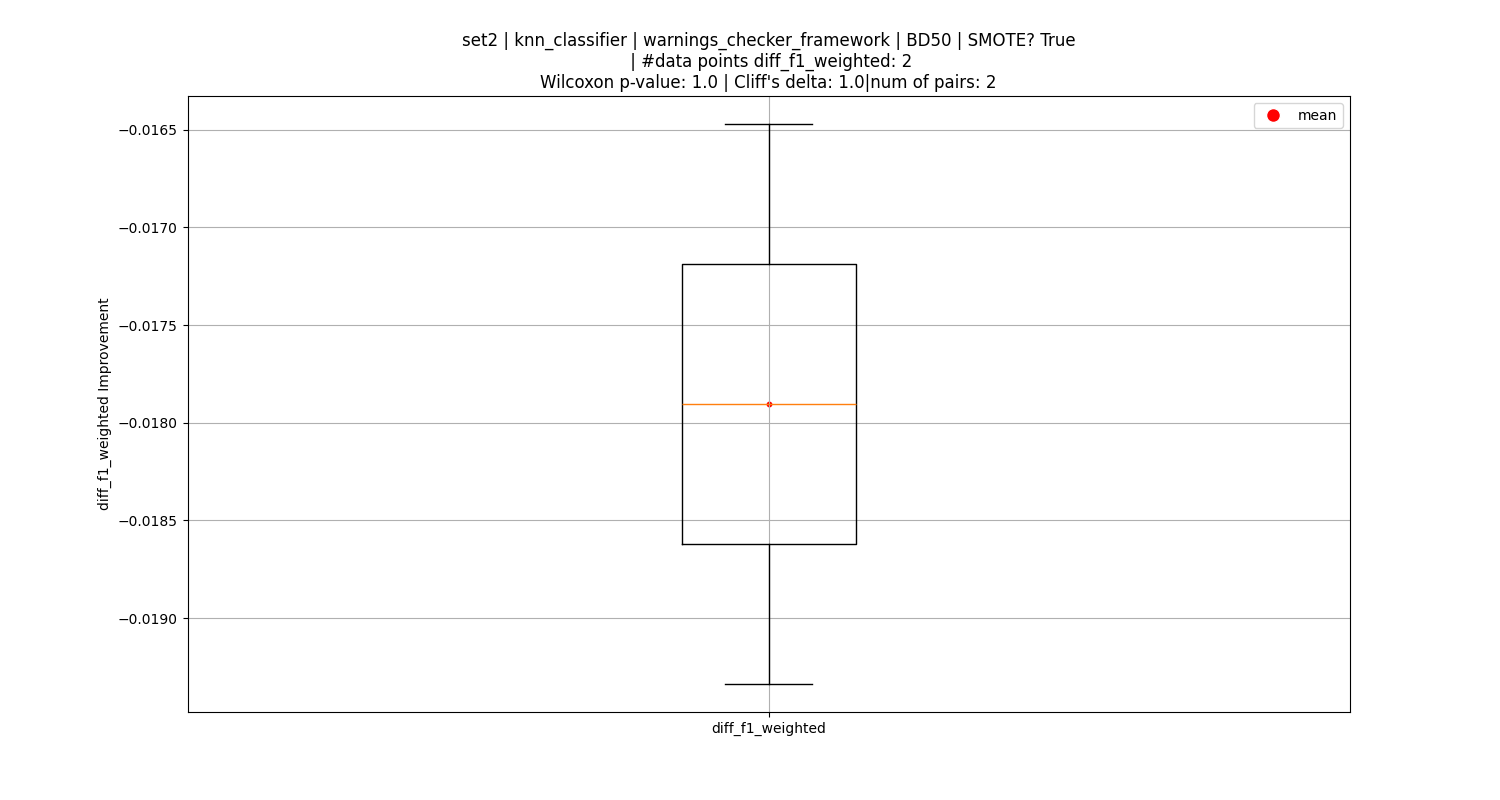 set2 | knn_classifier | warnings_checker_framework | BD50 | SMOTE? True
| #data points diff_f1_weighted: 2
Wilcoxon p-value: 1.0 | Cliff's delta: 1.0|num of pairs: 2
mean
−0.0165
−0.0170
−0.0175
−0.0180
−0.0185
−0.0190
diff_f1_weighted Improvement
diff_f1_weighted